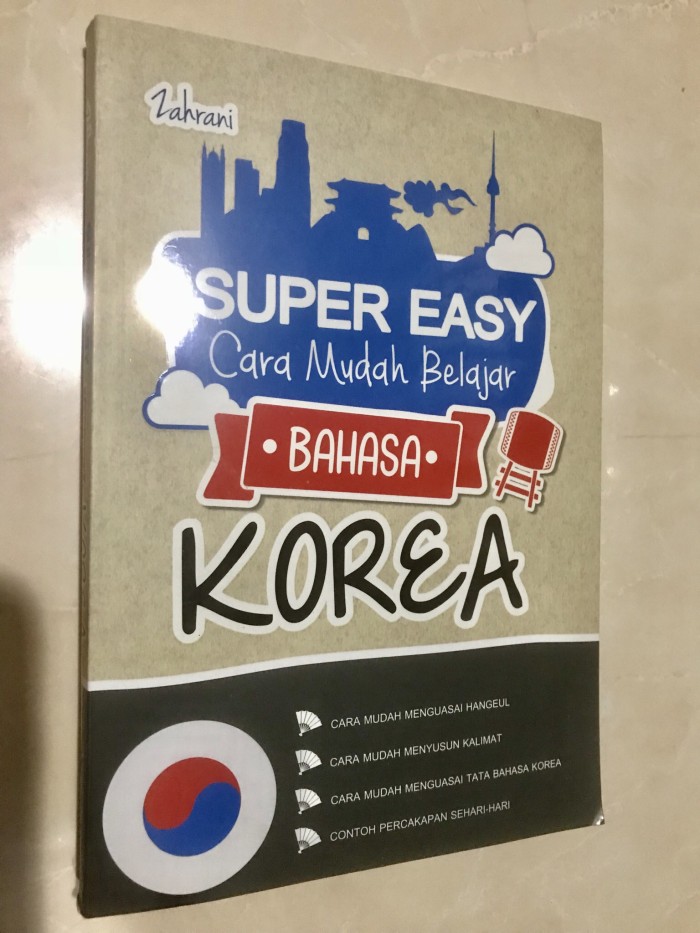 Zahrani
SUPER EASY
Cara Mudah Belajar
• BAHASA •
KOREA
CARA MUDAH MENGUASAI HANGEUL
CARA MUDAH MENYUSUN KALIMAT
CARA MUDAH MENGUASAI TATA BAHASA KOREA
CONTOH PERCAKAPAN SEHARI-HARI